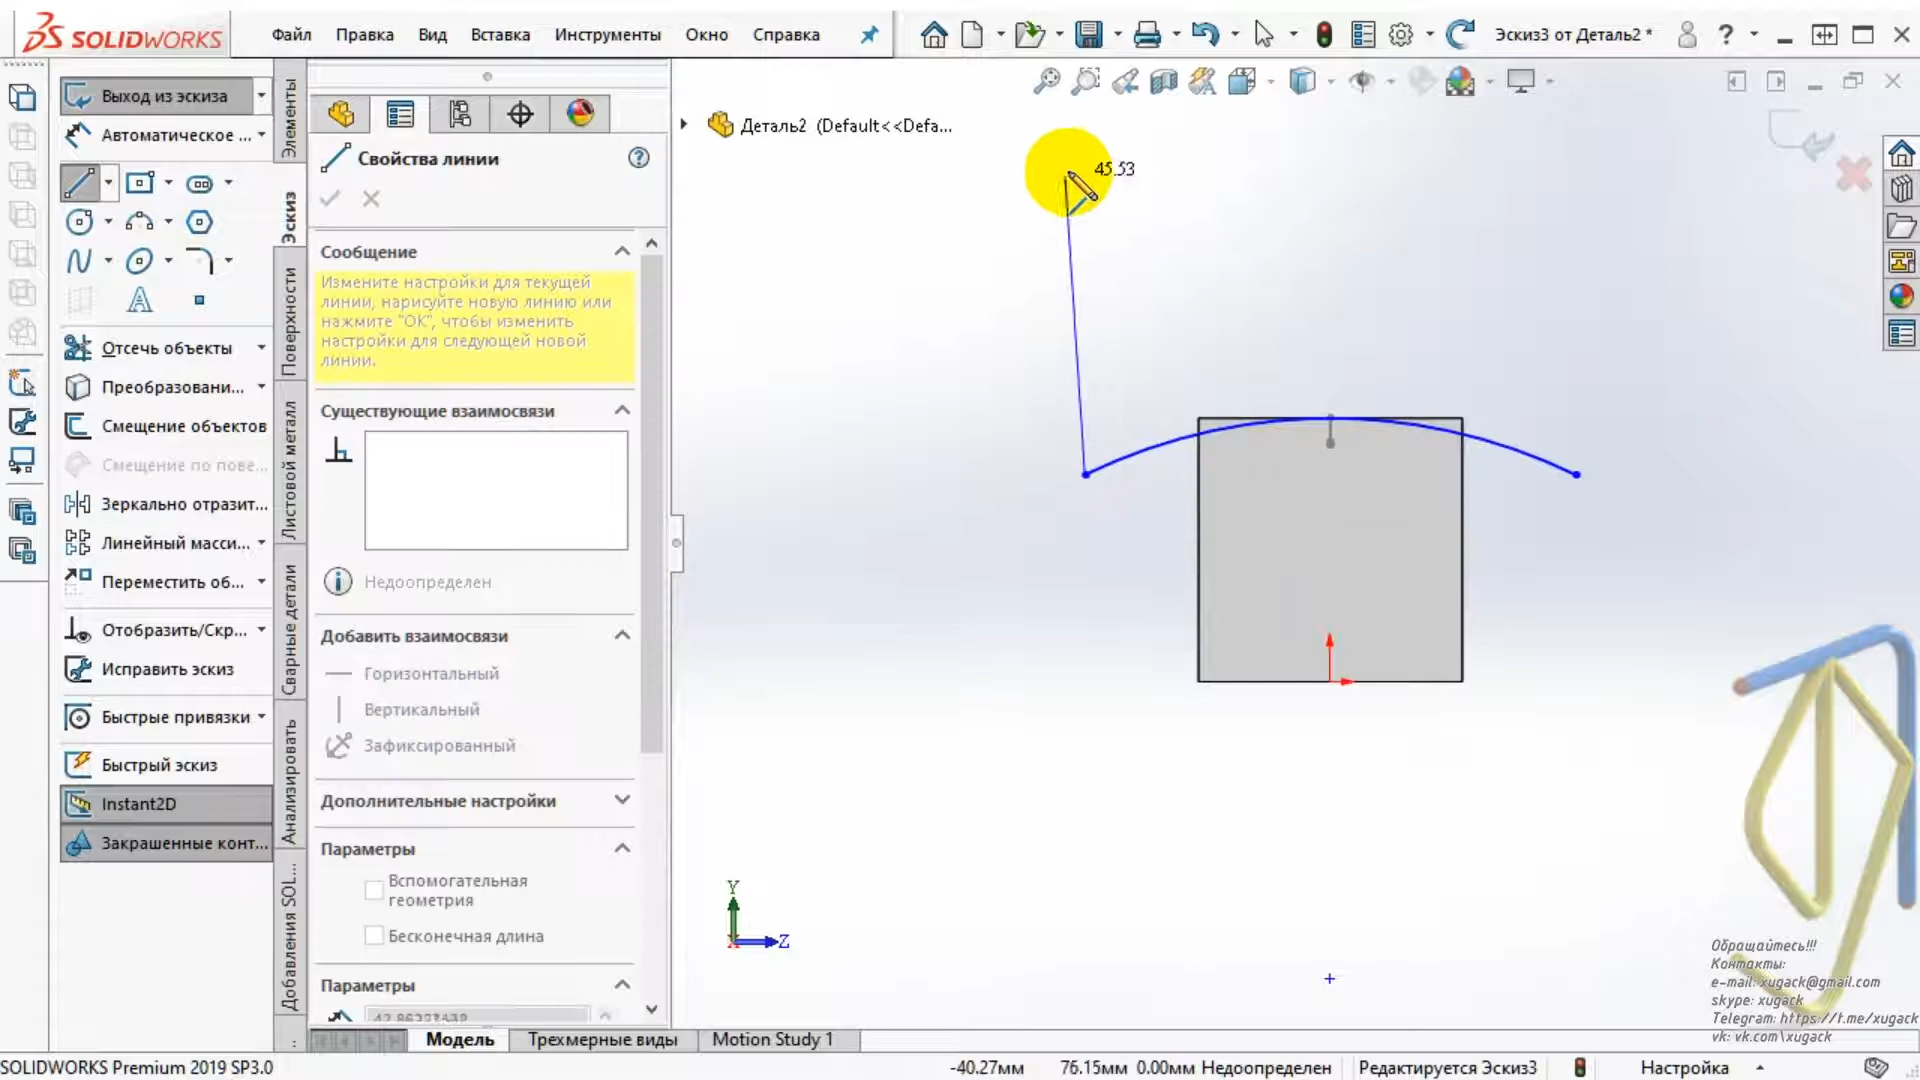 SOLIDWORKS
Файл
Правка
Вид
Вставка
Инструменты
Окно
Справка
Эскиз3 от Деталь2 *
?
Выход из эскиза
Автоматическое ...
Отсечь объекты
Преобразовани...
Смещение объектов
Смещение по пове...
Зеркально отразит...
Линейный масси...
Переместить об...
Отобразить/Скр...
Исправить эскиз
Быстрые привязки
Быстрый эскиз
Instant2D
Закрашенные конт...
Элементы
Эскиз
Поверхности
Листовой металл
Сварные детали
Анализировать
Добавления SOL...
Свойства линии
Сообщение
Измените настройки для текущей
линии, нарисуйте новую линию или
нажмите "ОК", чтобы изменить
настройки для следующей новой
линии.
Существующие взаимосвязи
Недоопределен
Добавить взаимосвязи
Горизонтальный
Вертикальный
Зафиксированный
Дополнительные настройки
Параметры
Вспомогательная
геометрия
Бесконечная длина
Параметры
Деталь2 (Default<<Defa...
45.53
Y
Z
X
Обращайтесь!!!
Контакты:
e-mail: xugack@gmail.com
skype: xugack
Telegram: https://t.me/xugack
vk: vk.com\xugack
Модель
Трехмерные виды
Motion Study 1
SOLIDWORKS Premium 2019 SP3.0
-40.27мм
76.15мм
0.00мм
Недоопределен
Редактируется Эскиз3
Настройка